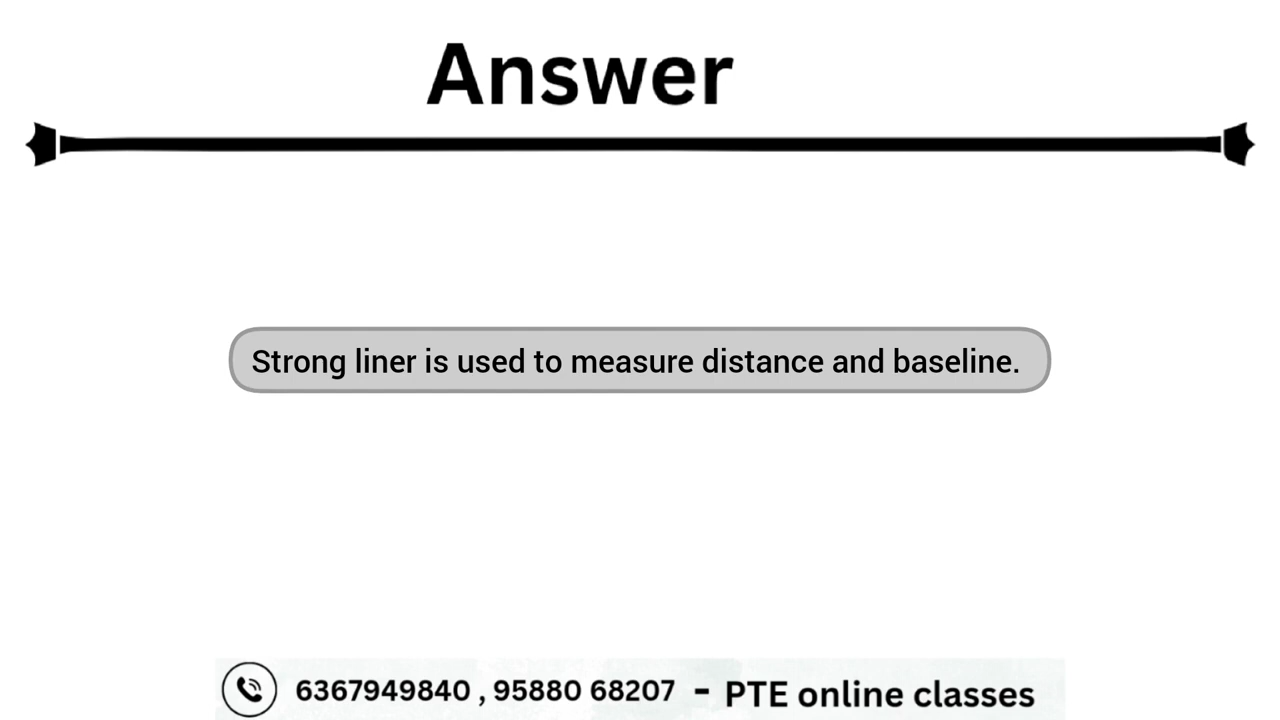 Answer
Strong liner is used to measure distance and baseline.
6367949840 , 95880 68207 - PTE online classes